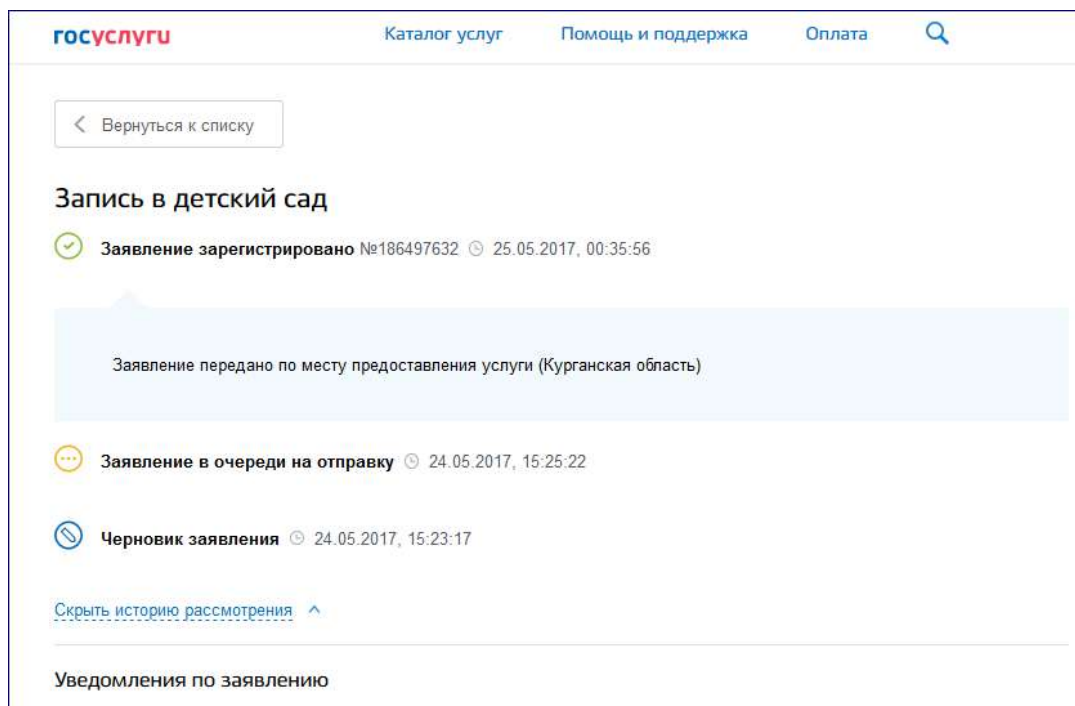 госуслуги Каталог услуг Помощь и поддержка Оплата
Вернуться к списку
Запись в детский сад
Заявление зарегистрировано №186497632 25.05.2017, 00:35:56
Заявление передано по месту предоставления услуги (Курганская область)
Заявление в очереди на отправку 24.05.2017, 15:25:22
Черновик заявления 24.05.2017, 15:23:17
Скрыть историю рассмотрения
Уведомления по заявлению